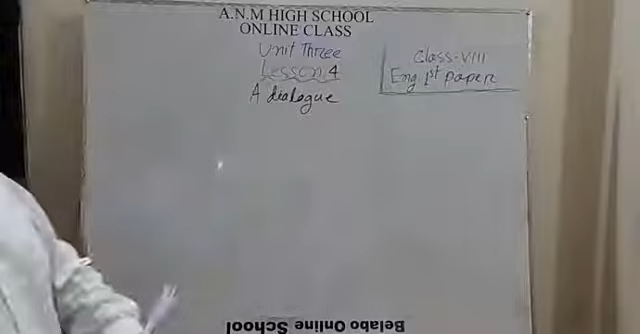 A.N.M HIGH SCHOOL
ONLINE CLASS
Unit Three
Lesson 4
A dialogue
Class-VIII
Eng 1st paper
Belabo Online School